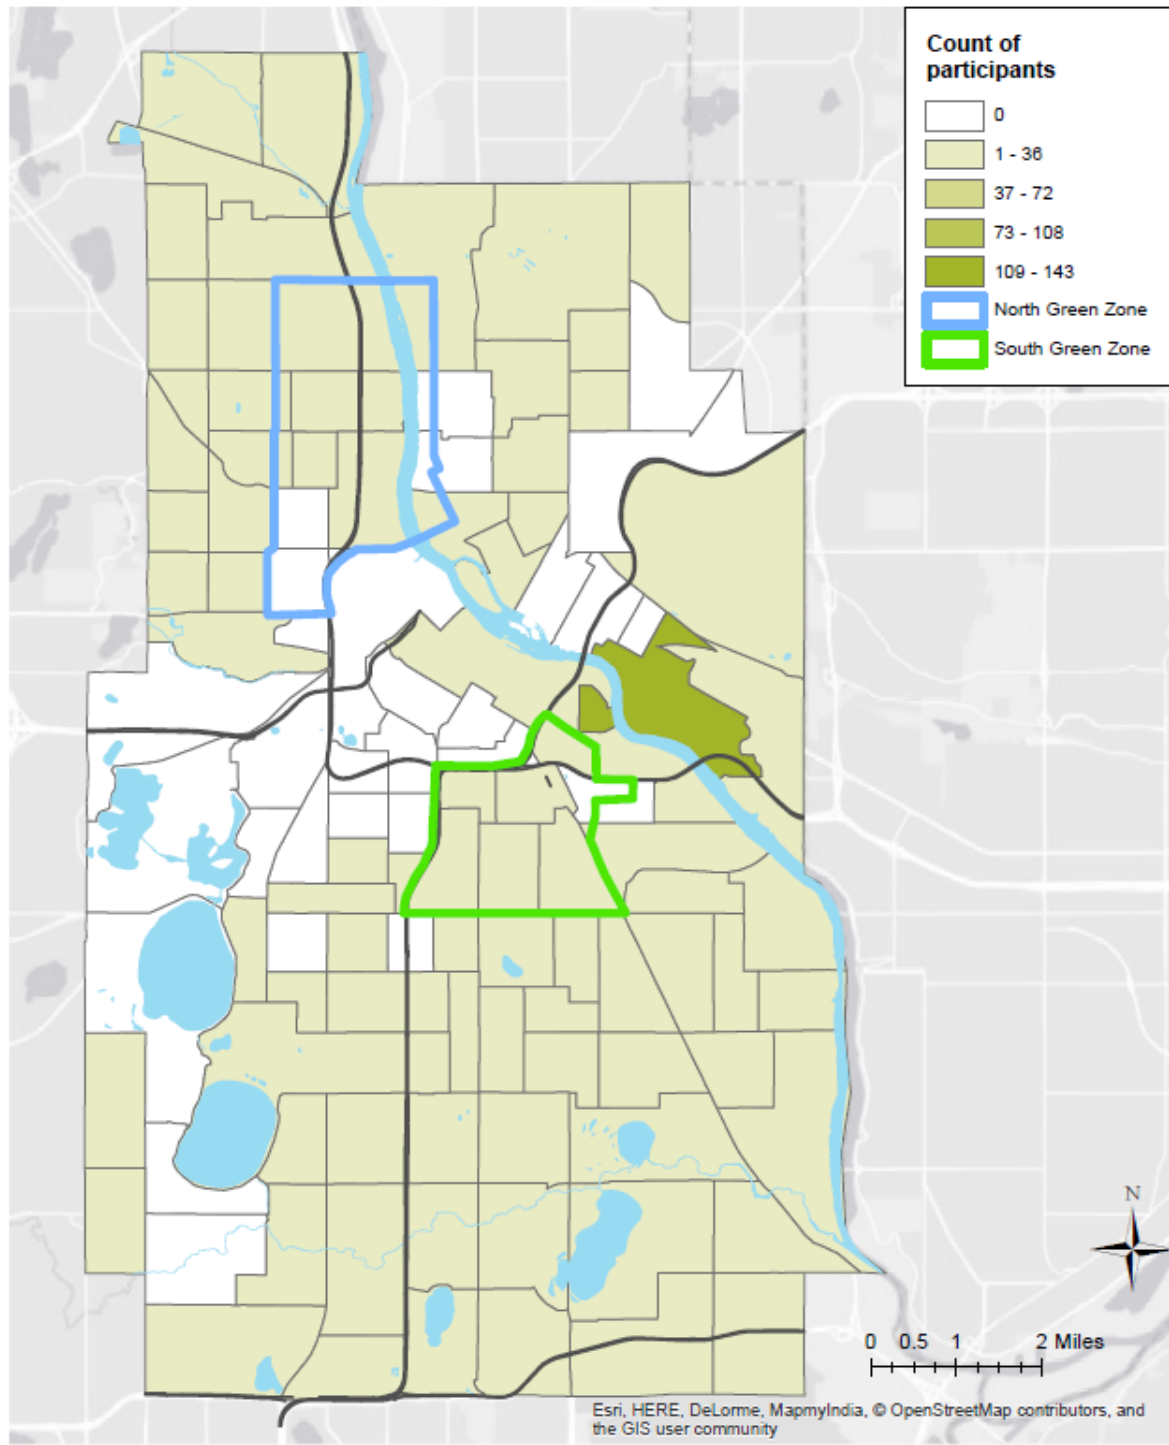 Count of
participants
0
1 - 36
37 - 72
73 - 108
109 - 143
North Green Zone
South Green Zone
N
0 0.5 1 2 Miles
Esri, HERE, DeLorme, MapmyIndia, © OpenStreetMap contributors, and
the GIS user community